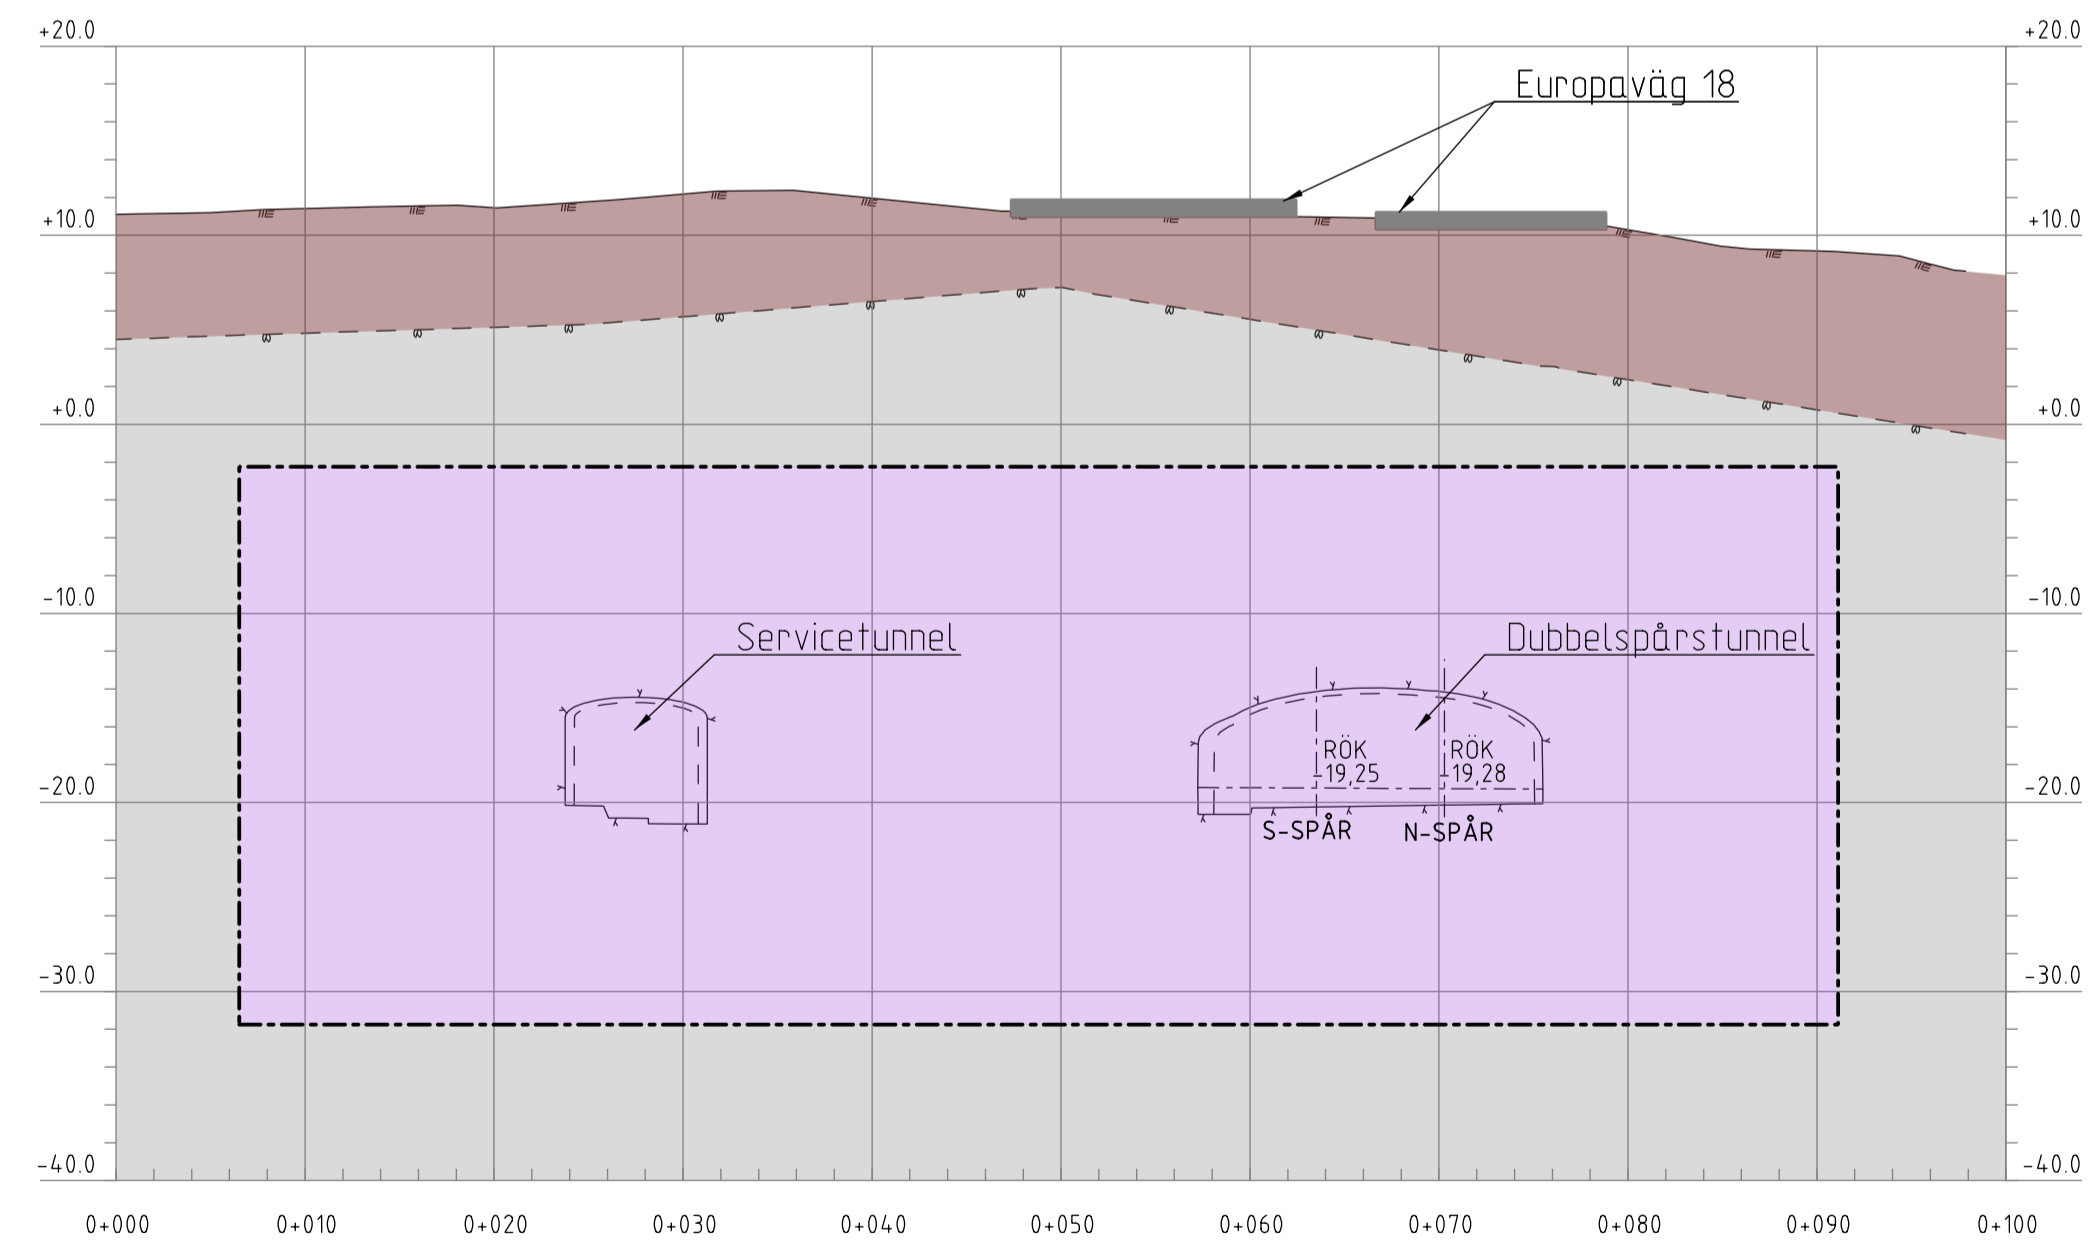 +20.0 +20.0
Europaväg 18
+10.0 +10.0
+0.0 +0.0
-10.0 -10.0
Servicetunnel Dubbelspårstunnel
RÖK RÖK
-19,25 -19,28
-20.0 -20.0
S-SPÅR N-SPÅR
-30.0 -30.0
-40.0 -40.0
0+000 0+010 0+020 0+030 0+040 0+050 0+060 0+070 0+080 0+090 0+100